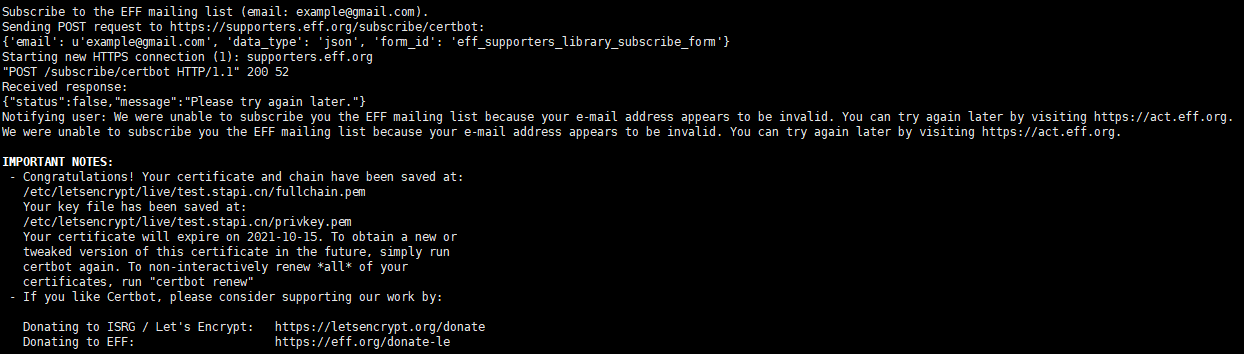 Subscribe to the EFF mailing list (email: example@gmail.com).
Sending POST request to https://supporters.eff.org/subscribe/certbot:
{'email': u'example@gmail.com', 'data_type': 'json', 'form_id': 'eff_supporters_library_subscribe_form'}
Starting new HTTPS connection (1): supporters.eff.org
"POST /subscribe/certbot HTTP/1.1" 200 52
Received response:
{"status":false,"message":"Please try again later."}
Notifying user: We were unable to subscribe you the EFF mailing list because your e-mail address appears to be invalid. You can try again later by visiting https://act.eff.org.
We were unable to subscribe you the EFF mailing list because your e-mail address appears to be invalid. You can try again later by visiting https://act.eff.org.

IMPORTANT NOTES:
 - Congratulations! Your certificate and chain have been saved at:
   /etc/letsencrypt/live/test.stapi.cn/fullchain.pem
   Your key file has been saved at:
   /etc/letsencrypt/live/test.stapi.cn/privkey.pem
   Your certificate will expire on 2021-10-15. To obtain a new or
   tweaked version of this certificate in the future, simply run
   certbot again. To non-interactively renew *all* of your
   certificates, run "certbot renew"
 - If you like Certbot, please consider supporting our work by:

   Donating to ISRG / Let's Encrypt:   https://letsencrypt.org/donate
   Donating to EFF:                    https://eff.org/donate-le